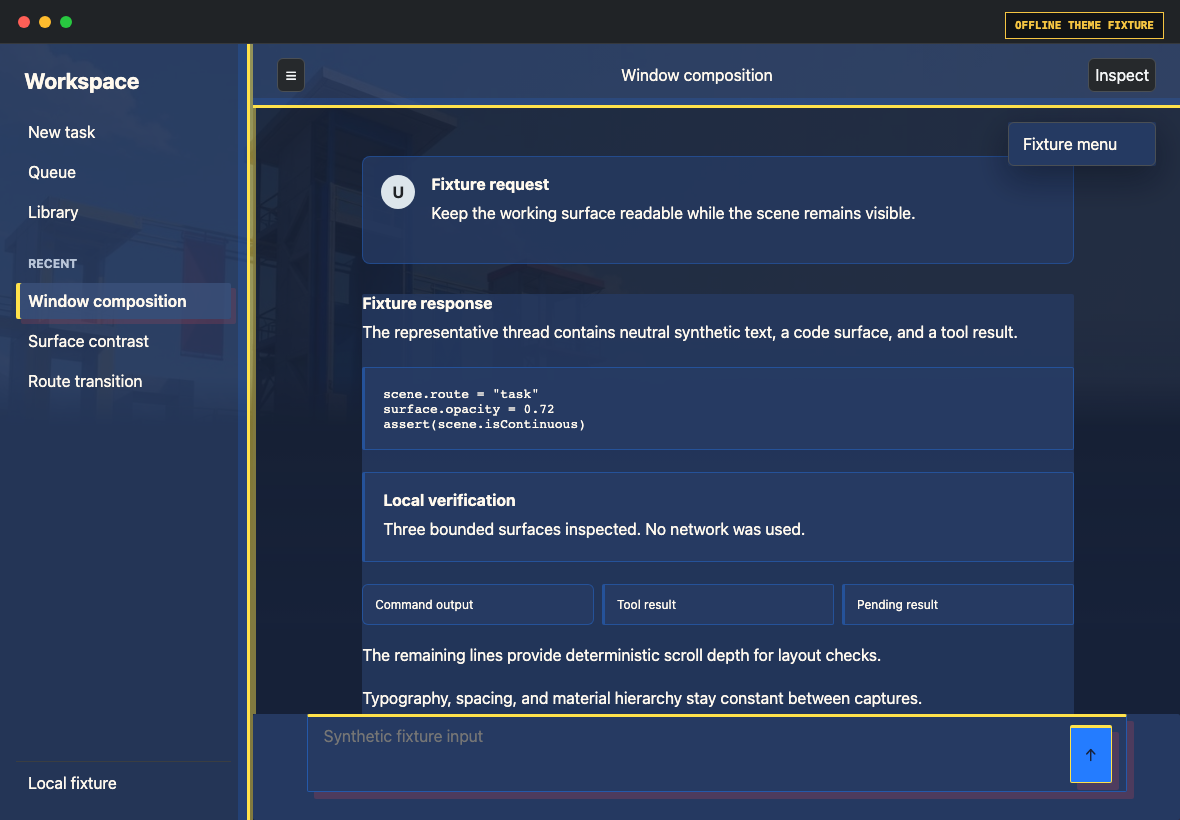 OFFLINE THEME FIXTURE
Workspace
New task
Queue
Library
RECENT
Window composition
Surface contrast
Route transition
Local fixture
Window composition
Inspect
Fixture menu
U
Fixture request
Keep the working surface readable while the scene remains visible.
Fixture response
The representative thread contains neutral synthetic text, a code surface, and a tool result.
scene.route = "task"
surface.opacity = 0.72
assert(scene.isContinuous)
Local verification
Three bounded surfaces inspected. No network was used.
Command output
Tool result
Pending result
The remaining lines provide deterministic scroll depth for layout checks.
Typography, spacing, and material hierarchy stay constant between captures.
Synthetic fixture input